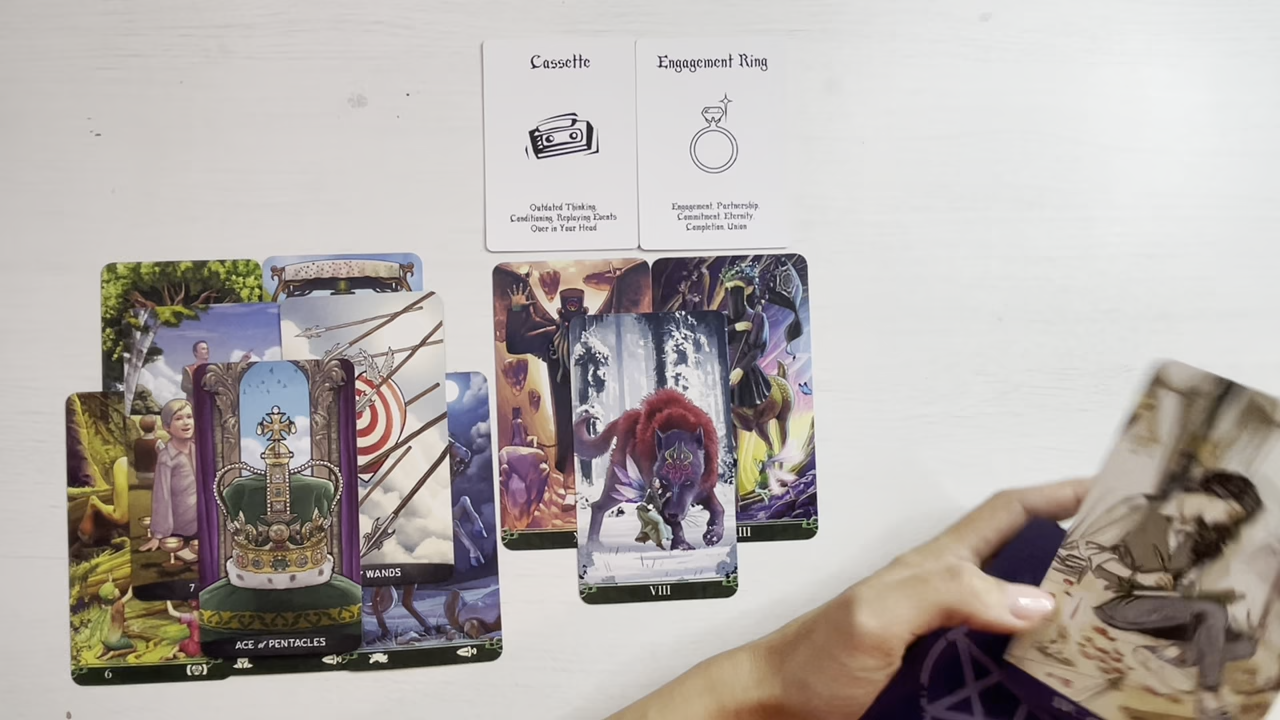 Cassette
Outdated Thinking,
Conditioning, Replaying Events
Over in Your Head
Engagement Ring
Engagement, Partnership,
Commitment, Eternity,
Completion, Union
WANDS
7
ACE of PENTACLES
6
VIII
III